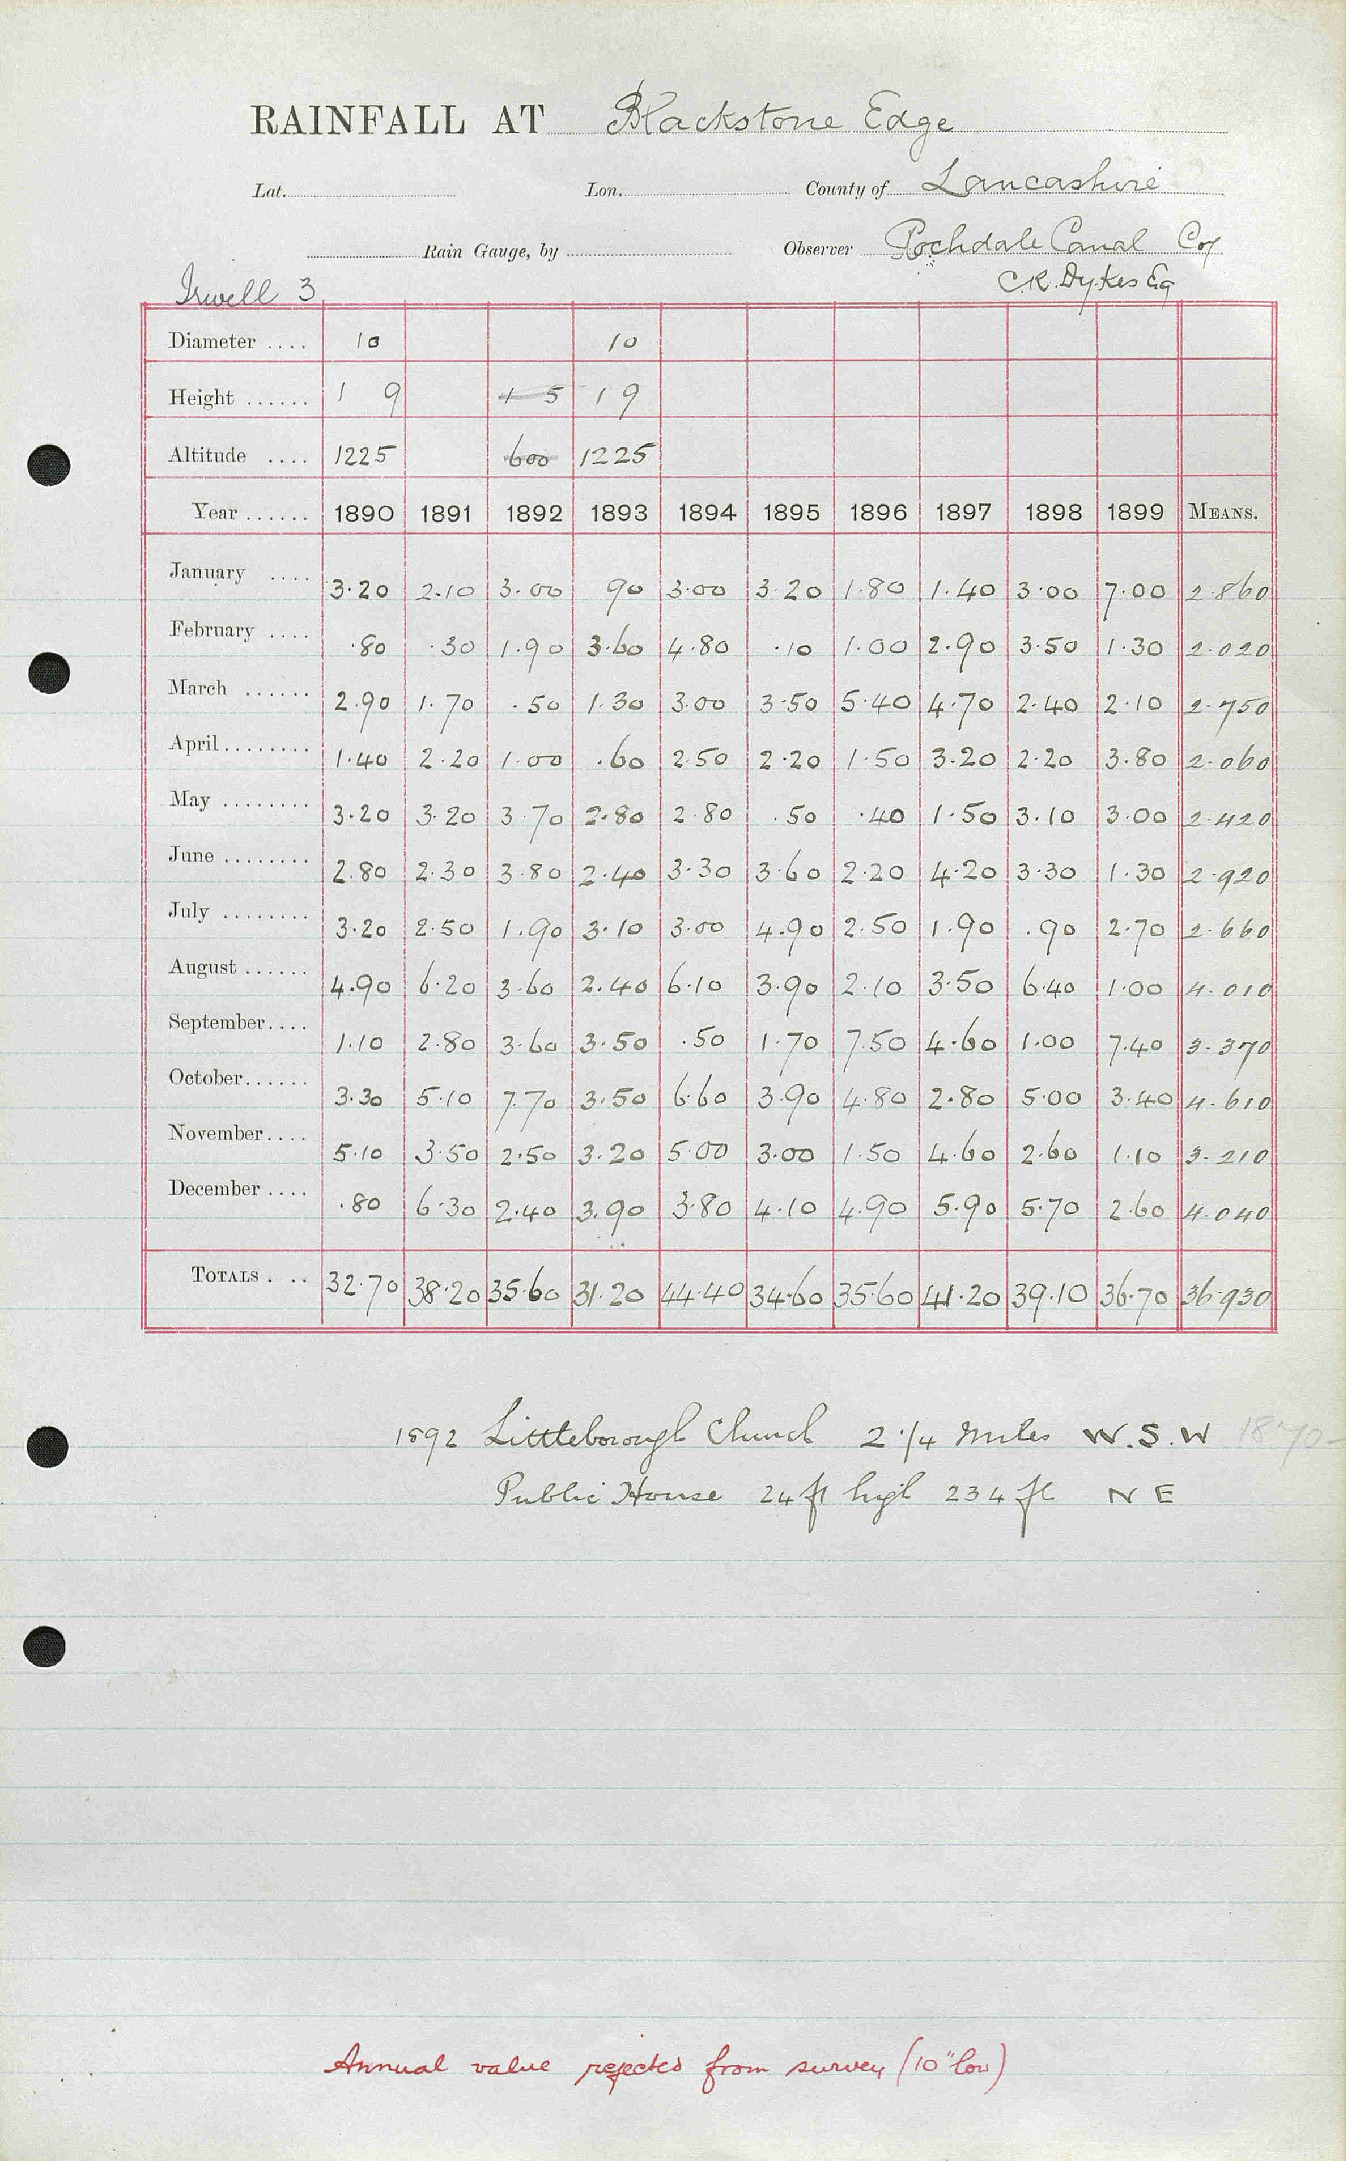 RAINFALL AT Blackstone Edge
Lat. Lon. County of Lancashire
Rain Gauge, by Observer Rochdale Canal Coy
Irwell 3 C.R. Dykes Eq
Diameter .... 10 10
Height ...... 1 9 1 5 1 9
Altitude .... 1225 600 1225
Year ...... 1890 1891 1892 1893 1894 1895 1896 1897 1898 1899 MEANS.
January .... 3.20 2.10 3.00 90 3.00 3.20 1.80 1.40 3.00 7.00 2.860
February .... .80 .30 1.90 3.60 4.80 .10 1.00 2.90 3.50 1.30 2.020
March ...... 2.90 1.70 .50 1.30 3.00 3.50 5.40 4.70 2.40 2.10 2.750
April ........ 1.40 2.20 1.00 .60 2.50 2.20 1.50 3.20 2.20 3.80 2.060
May ........ 3.20 3.20 3.70 2.80 2.80 .50 .40 1.50 3.10 3.00 2.420
June ........ 2.80 2.30 3.80 2.40 3.30 3.60 2.20 4.20 3.30 1.30 2.920
July ........ 3.20 2.50 1.90 3.10 3.00 4.90 2.50 1.90 .90 2.70 2.660
August ...... 4.90 6.20 3.60 2.40 6.10 3.90 2.10 3.50 6.40 1.00 4.010
September .... 1.10 2.80 3.60 3.50 .50 1.70 7.50 4.60 1.00 7.40 3.370
October ...... 3.30 5.10 7.70 3.50 6.60 3.90 4.80 2.80 5.00 3.40 4.610
November .... 5.10 3.50 2.50 3.20 5.00 3.00 1.50 4.60 2.60 1.10 3.210
December .... .80 6.30 2.40 3.90 3.80 4.10 4.90 5.90 5.70 2.60 4.040
TOTALS . .. 32.70 38.20 35.60 31.20 44.40 34.60 35.60 41.20 39.10 36.70 36.930
1892 Littleborough Church 2 1/4 Miles W.S.W 1870-
Public House 24 ft high 234 ft N E
Annual value rejected from survey (10" low)